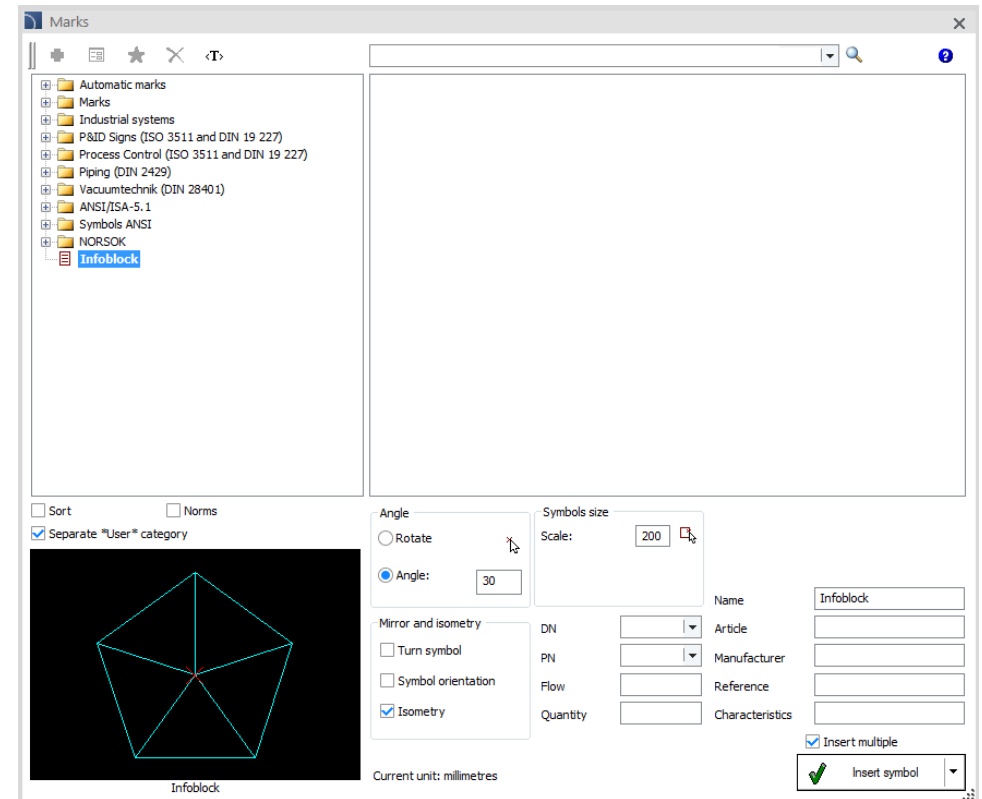 Marks
‹T›
Automatic marks
Marks
Industrial systems
P&ID Signs (ISO 3511 and DIN 19 227)
Process Control (ISO 3511 and DIN 19 227)
Piping (DIN 2429)
Vacuumtechnik (DIN 28401)
ANSI/ISA-5.1
Symbols ANSI
NORSOK
Infoblock
Sort
Norms
Separate *User* category
Infoblock
Angle
Rotate
Angle:
30
Symbols size
Scale:
200
Mirror and isometry
Turn symbol
Symbol orientation
Isometry
DN
PN
Flow
Quantity
Name
Infoblock
Article
Manufacturer
Reference
Characteristics
Insert multiple
Insert symbol
Current unit: millimetres